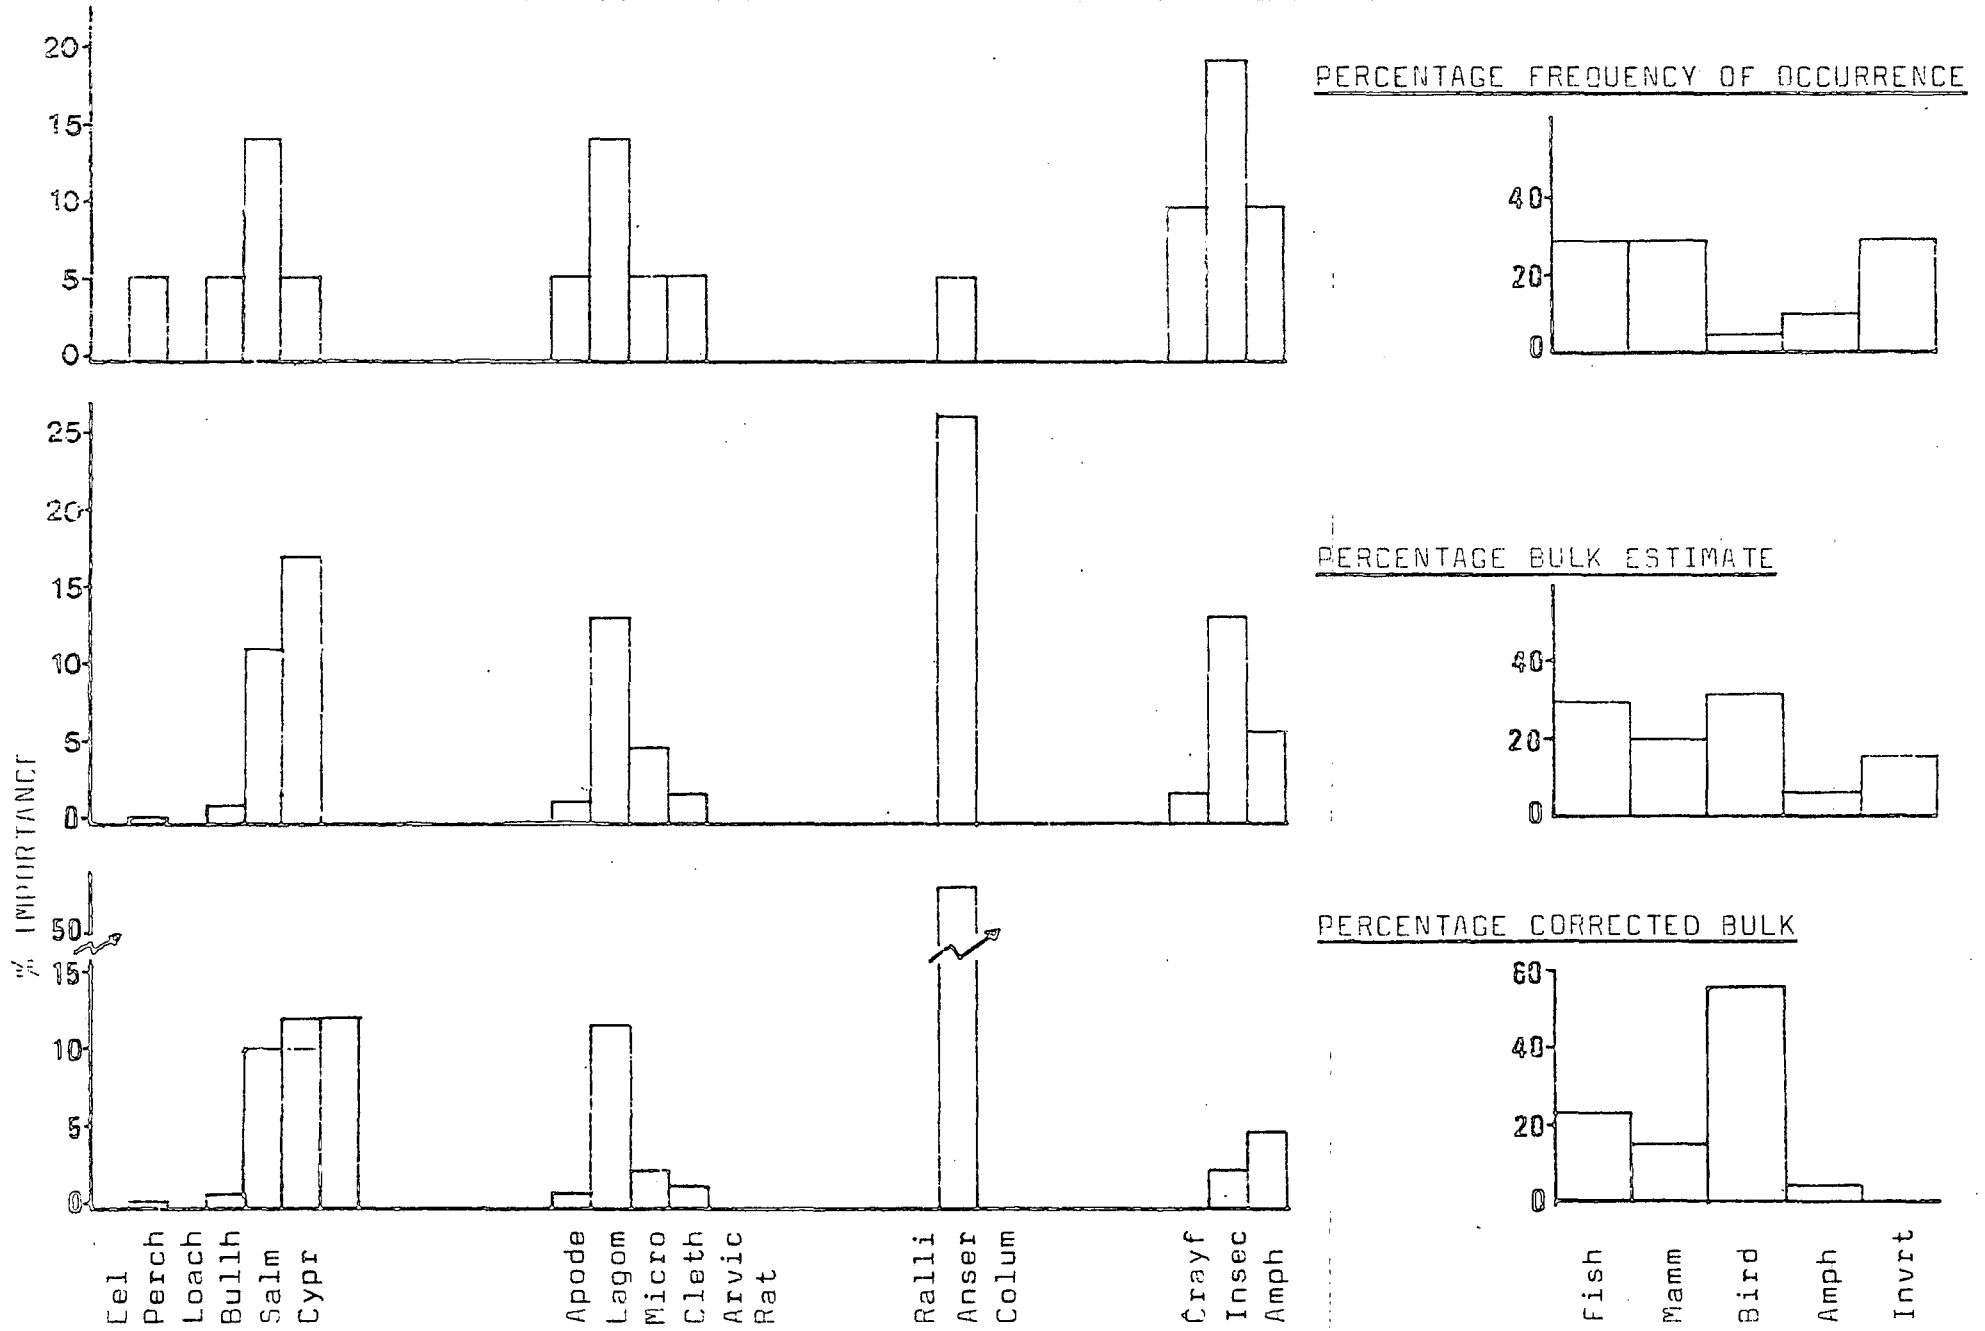 20
15
10
5
0
PERCENTAGE FREQUENCY OF OCCURRENCE
40
20
0
25
20
15
10
5
0
PERCENTAGE BULK ESTIMATE
40
20
0
% IMPORTANCE
50
15
10
5
0
PERCENTAGE CORRECTED BULK
60
40
20
0
Eel
Perch
Loach
Bullh
Salm
Cypr
Apode
Lagom
Micro
Cleth
Arvic
Rat
Ralli
Anser
Colum
Crayf
Insec
Amph
Fish
Mamm
Bird
Amph
Invrt